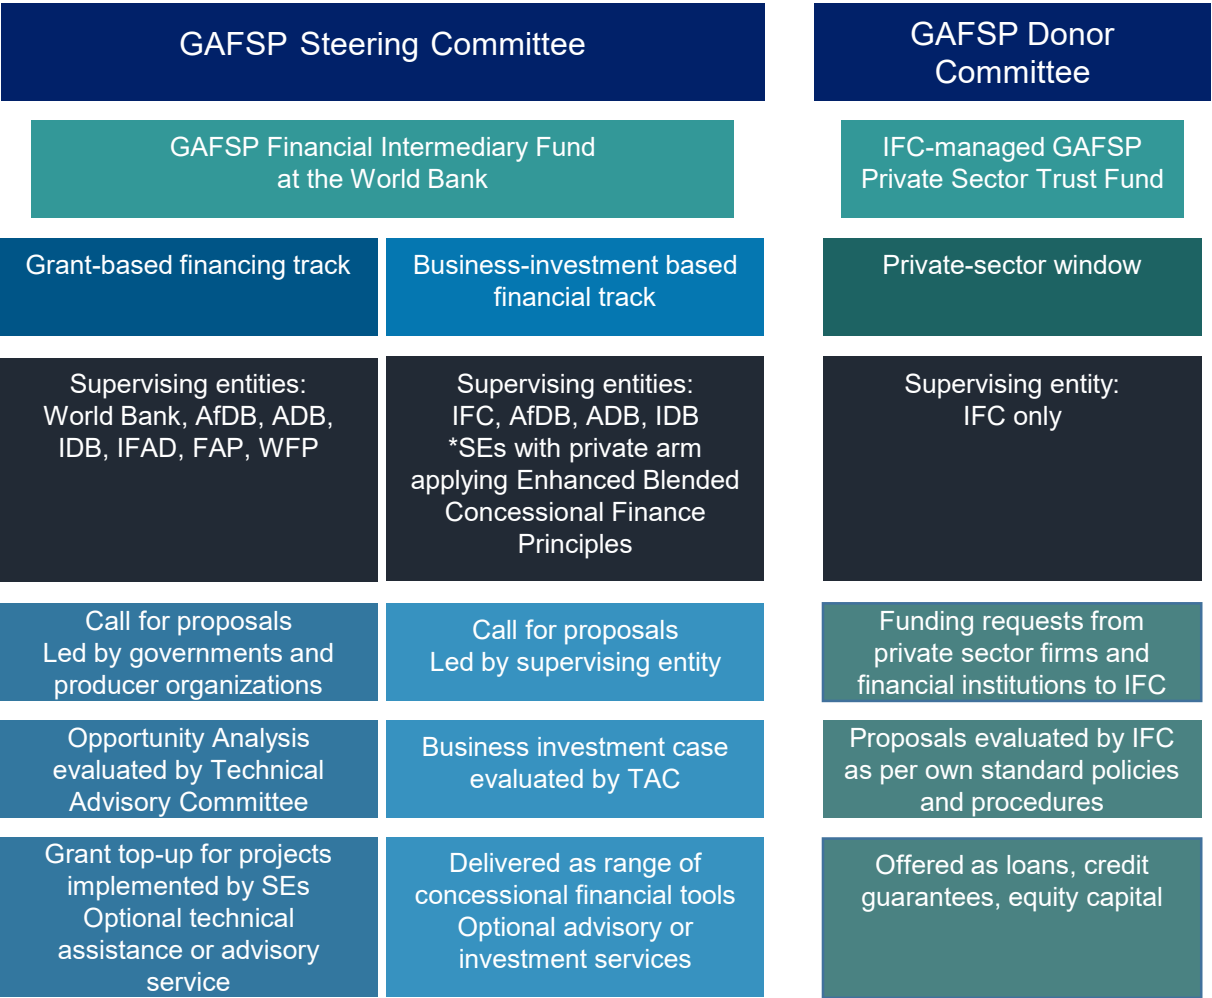 GAFSP Steering Committee
GAFSP Donor
Committee
GAFSP Financial Intermediary Fund
at the World Bank
IFC-managed GAFSP
Private Sector Trust Fund
Grant-based financing track
Business-investment based
financial track
Private-sector window
Supervising entities:
World Bank, AfDB, ADB,
IDB, IFAD, FAP, WFP
Supervising entities:
IFC, AfDB, ADB, IDB
*SEs with private arm
applying Enhanced Blended
Concessional Finance
Principles
Supervising entity:
IFC only
Call for proposals
Led by governments and
producer organizations
Call for proposals
Led by supervising entity
Funding requests from
private sector firms and
financial institutions to IFC
Opportunity Analysis
evaluated by Technical
Advisory Committee
Business investment case
evaluated by TAC
Proposals evaluated by IFC
as per own standard policies
and procedures
Grant top-up for projects
implemented by SEs
Optional technical
assistance or advisory
service
Delivered as range of
concessional financial tools
Optional advisory or
investment services
Offered as loans, credit
guarantees, equity capital